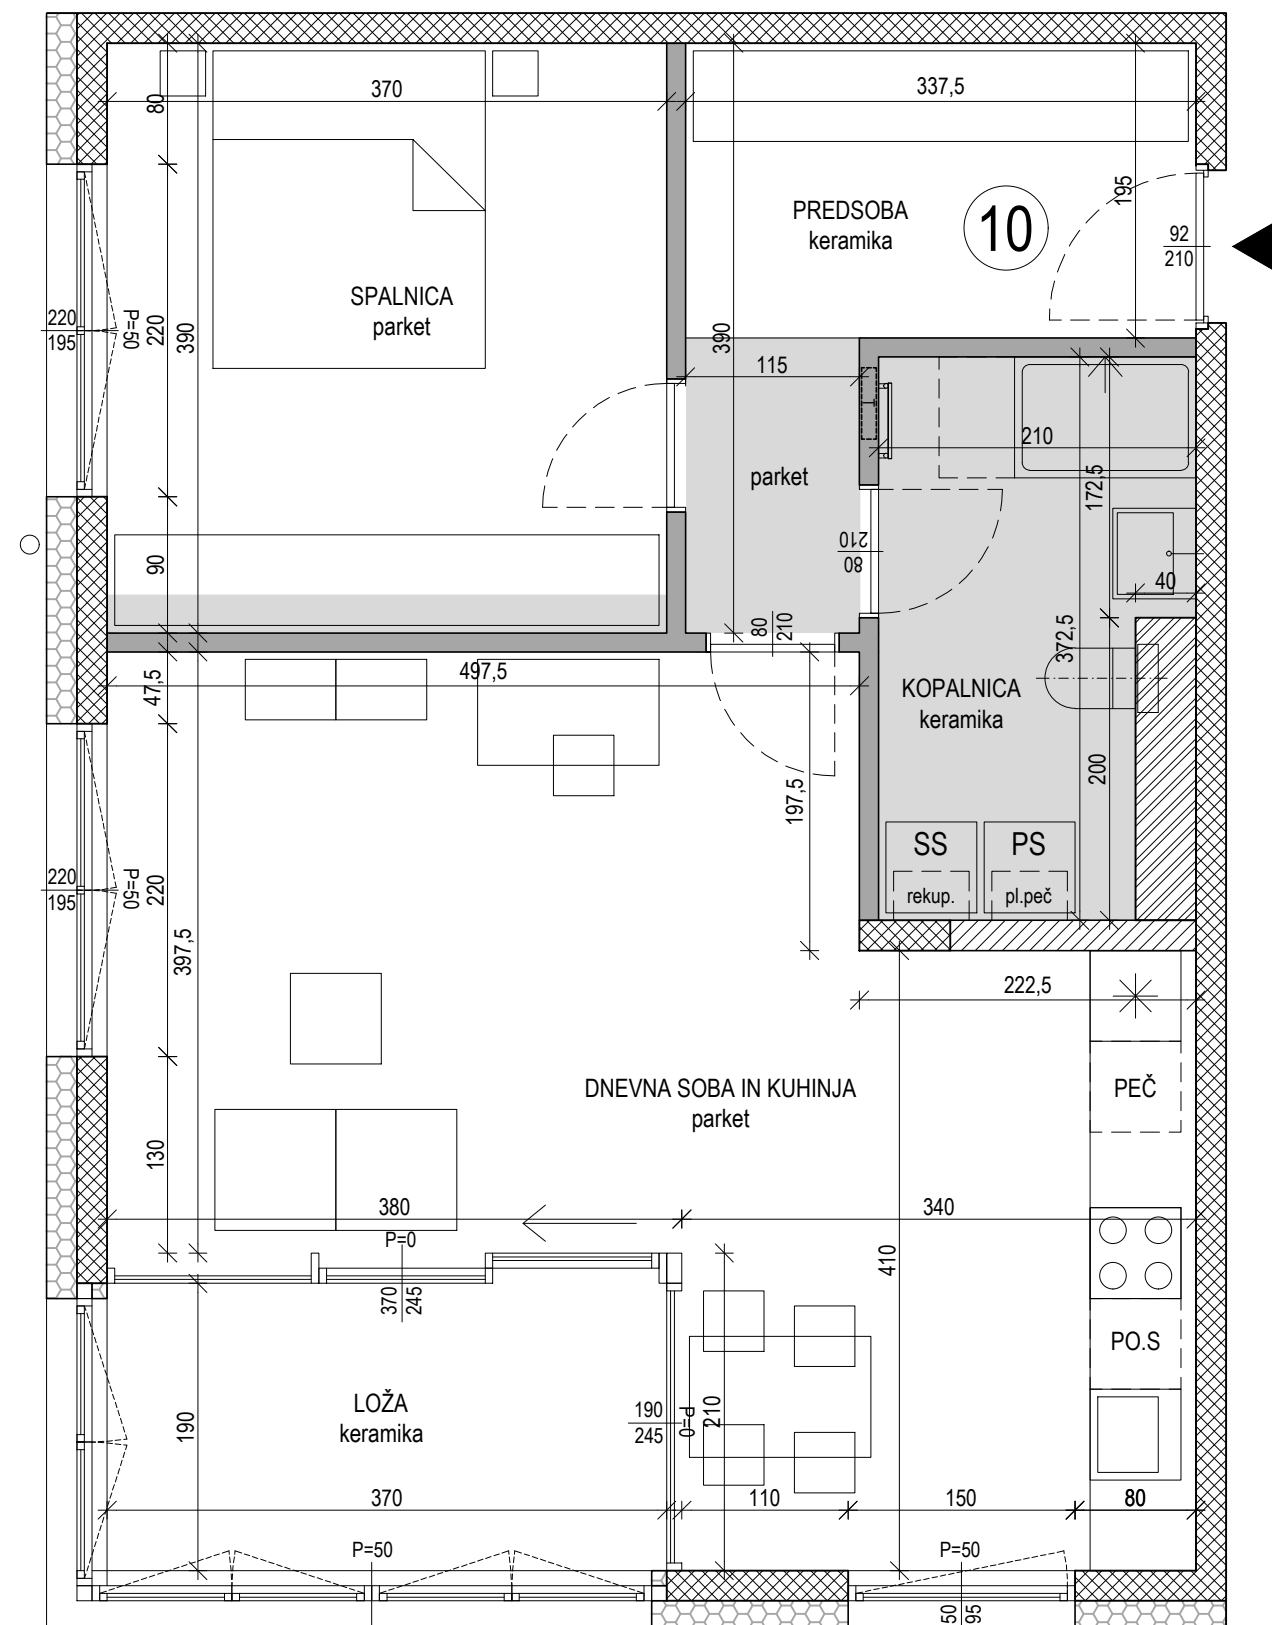 370
337,5
80
195
PREDSOBA
keramika
10
92
210
SPALNICA
parket
220
195
P=50
220
390
390
115
210
parket
172,5
210
80
90
40
80
210
372,5
47,5
497,5
KOPALNICA
keramika
200
197,5
SS
PS
rekup.
pl.peč
220
195
P=50
220
397,5
222,5
DNEVNA SOBA IN KUHINJA
parket
PEČ
130
380
340
P=0
410
370
245
PO.S
LOŽA
keramika
190
190
245
P=0
210
370
110
150
80
P=50
P=50
50
95